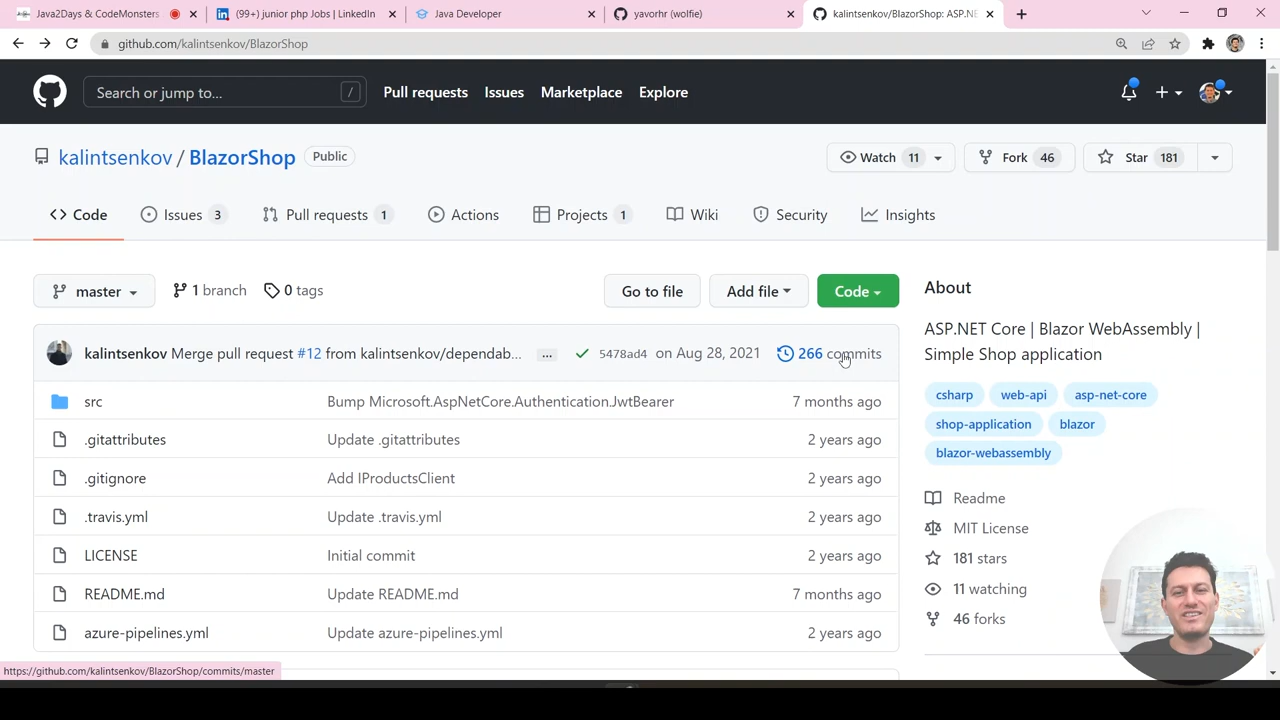 Java2Days & CodeMonsters
(99+) junior php Jobs | LinkedIn
Java Developer
yavorhr (wolfie)
kalintsenkov/BlazorShop: ASP.NE
github.com/kalintsenkov/BlazorShop
Search or jump to...
/
Pull requests
Issues
Marketplace
Explore
kalintsenkov / BlazorShop
Public
Watch 11
Fork 46
Star 181
Code
Issues 3
Pull requests 1
Actions
Projects 1
Wiki
Security
Insights
master
1 branch
0 tags
Go to file
Add file
Code
About
ASP.NET Core | Blazor WebAssembly |
Simple Shop application
kalintsenkov Merge pull request #12 from kalintsenkov/dependab...
...
5478ad4 on Aug 28, 2021
266 commits
src Bump Microsoft.AspNetCore.Authentication.JwtBearer 7 months ago
.gitattributes Update .gitattributes 2 years ago
.gitignore Add IProductsClient 2 years ago
.travis.yml Update .travis.yml 2 years ago
LICENSE Initial commit 2 years ago
README.md Update README.md 7 months ago
azure-pipelines.yml Update azure-pipelines.yml 2 years ago
csharp
web-api
asp-net-core
shop-application
blazor
blazor-webassembly
Readme
MIT License
181 stars
11 watching
46 forks
https://github.com/kalintsenkov/BlazorShop/commits/master